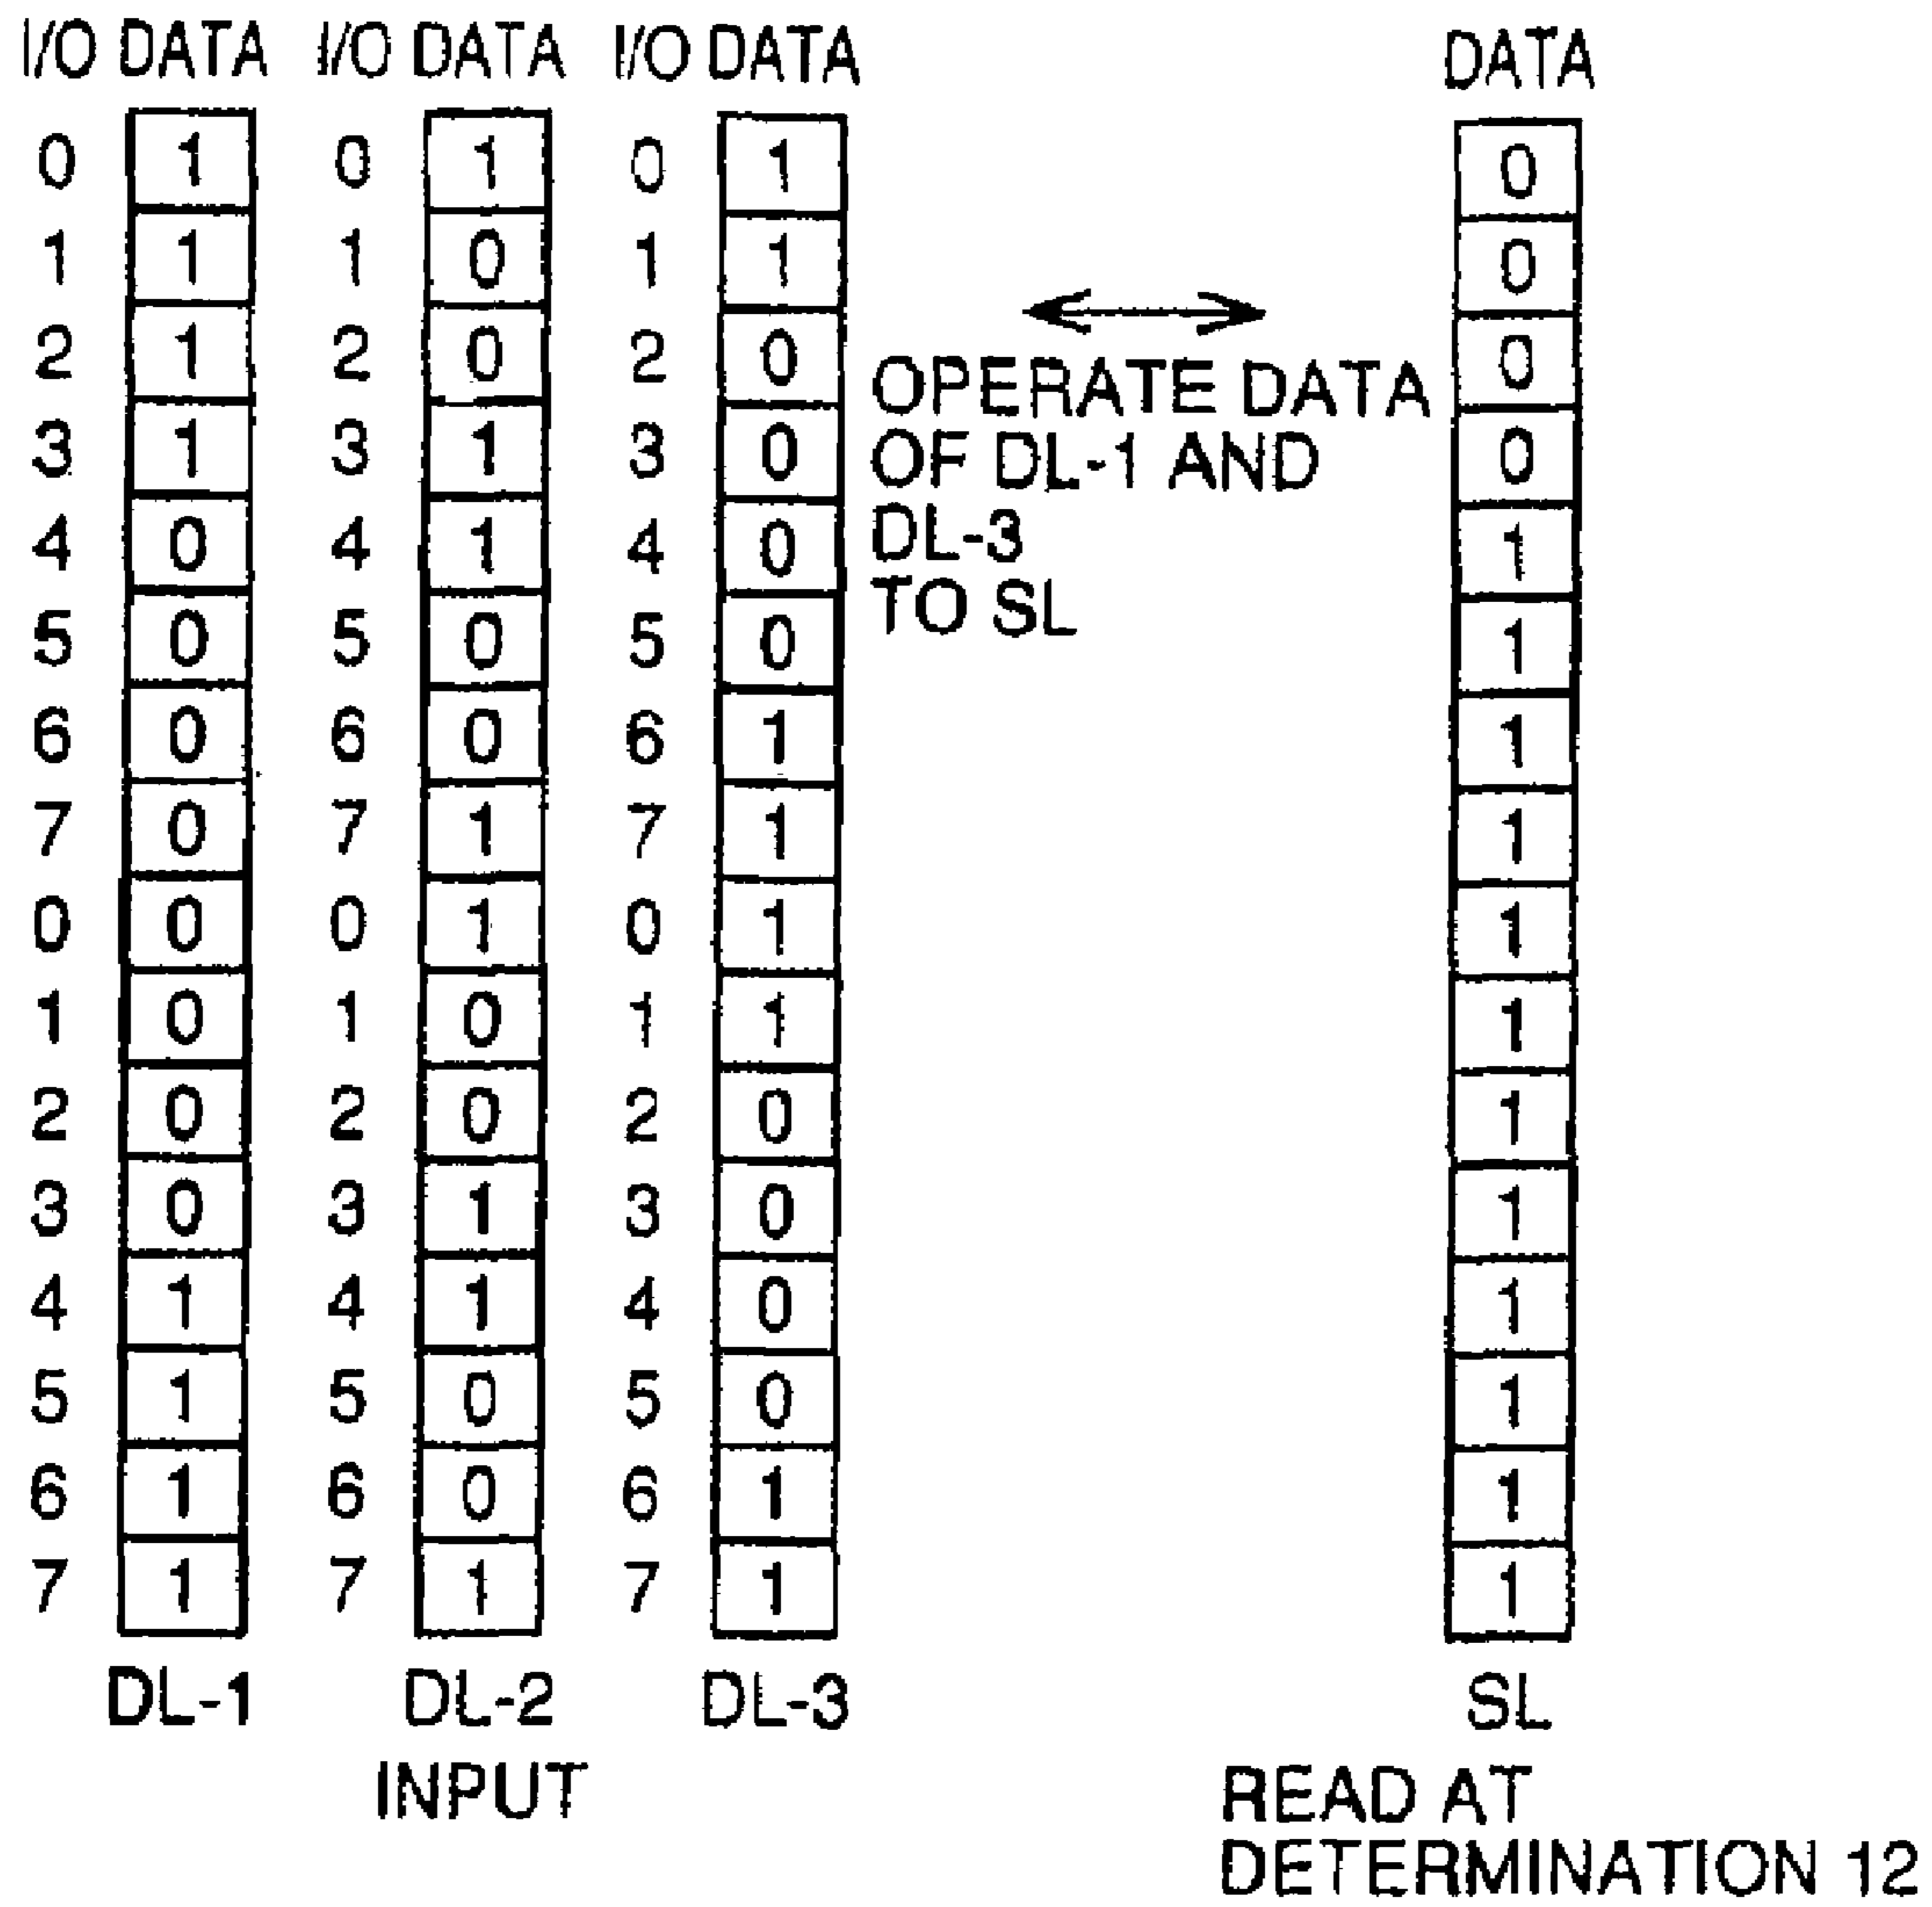 I/O DATA I/O DATA I/O DATA DATA
0 1 0 1 0 1 0
1 1 1 0 1 1 0
2 1 2 0 2 0 0
3 1 3 1 3 0 0
4 0 4 1 4 0 1
5 0 5 0 5 0 1
6 0 6 0 6 1 1
7 0 7 1 7 1 1
0 0 0 1 0 1 1
1 0 1 0 1 1 1
2 0 2 0 2 0 1
3 0 3 1 3 0 1
4 1 4 1 4 0 1
5 1 5 0 5 0 1
6 1 6 0 6 1 1
7 1 7 1 7 1 1
OPERATE DATA
OF DL-1 AND
DL-3
TO SL
DL-1 DL-2 DL-3 SL
INPUT
READ AT
DETERMINATION 12